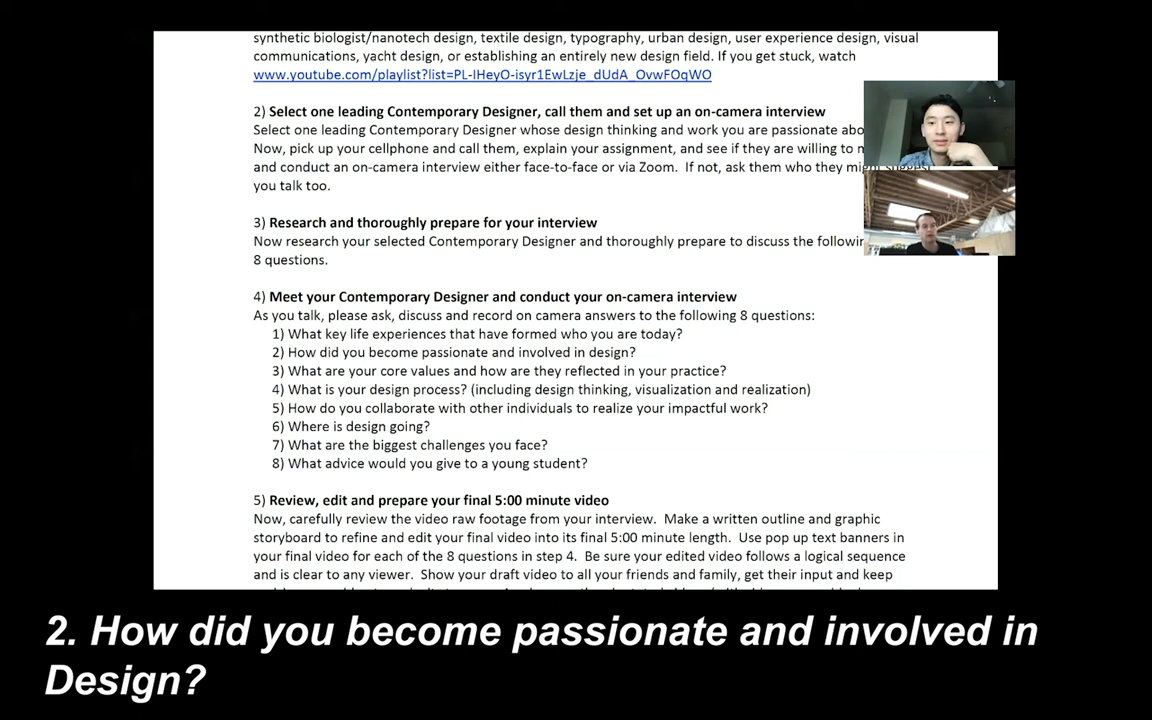 synthetic biologist/nanotech design, textile design, typography, urban design, user experience design, visual
communications, yacht design, or establishing an entirely new design field. If you get stuck, watch
www.youtube.com/playlist?list=PL-IHeyO-isyr1EwLzje_dUdA_OvwFOqWO
2) Select one leading Contemporary Designer, call them and set up an on-camera interview
Select one leading Contemporary Designer whose design thinking and work you are passionate
Now, pick up your cellphone and call them, explain your assignment, and see if they are willing to
and conduct an on-camera interview either face-to-face or via Zoom. If not, ask them who they might suggest
you talk too.
3) Research and thoroughly prepare for your interview
Now research your selected Contemporary Designer and thoroughly prepare to discuss the
8 questions.
4) Meet your Contemporary Designer and conduct your on-camera interview
As you talk, please ask, discuss and record on camera answers to the following 8 questions:
1) What key life experiences that have formed who you are today?
2) How did you become passionate and involved in design?
3) What are your core values and how are they reflected in your practice?
4) What is your design process? (including design thinking, visualization and realization)
5) How do you collaborate with other individuals to realize your impactful work?
6) Where is design going?
7) What are the biggest challenges you face?
8) What advice would you give to a young student?
5) Review, edit and prepare your final 5:00 minute video
Now, carefully review the video raw footage from your interview. Make a written outline and graphic
storyboard to refine and edit your final video into its final 5:00 minute length. Use pop up text banners in
your final video for each of the 8 questions in step 4. Be sure your edited video follows a logical sequence
and is clear to any viewer. Show your draft video to all your friends and family, get their input and keep
2. How did you become passionate and involved in
Design?